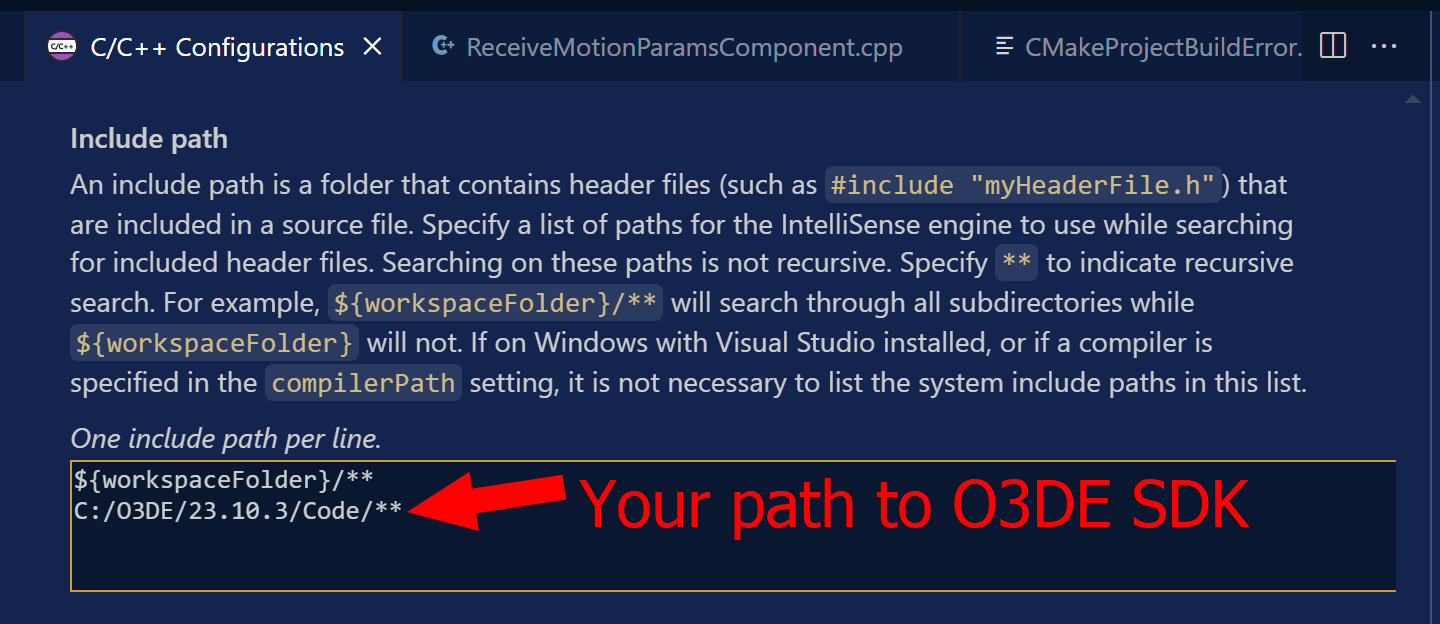 C/C++ C/C++ Configurations ReceiveMotionParamsComponent.cpp CMakeProjectBuildError.
Include path
An include path is a folder that contains header files (such as #include "myHeaderFile.h") that
are included in a source file. Specify a list of paths for the IntelliSense engine to use while searching
for included header files. Searching on these paths is not recursive. Specify ** to indicate recursive
search. For example, ${workspaceFolder}/** will search through all subdirectories while
${workspaceFolder} will not. If on Windows with Visual Studio installed, or if a compiler is
specified in the compilerPath setting, it is not necessary to list the system include paths in this list.
One include path per line.
${workspaceFolder}/**
C:/O3DE/23.10.3/Code/**
Your path to O3DE SDK